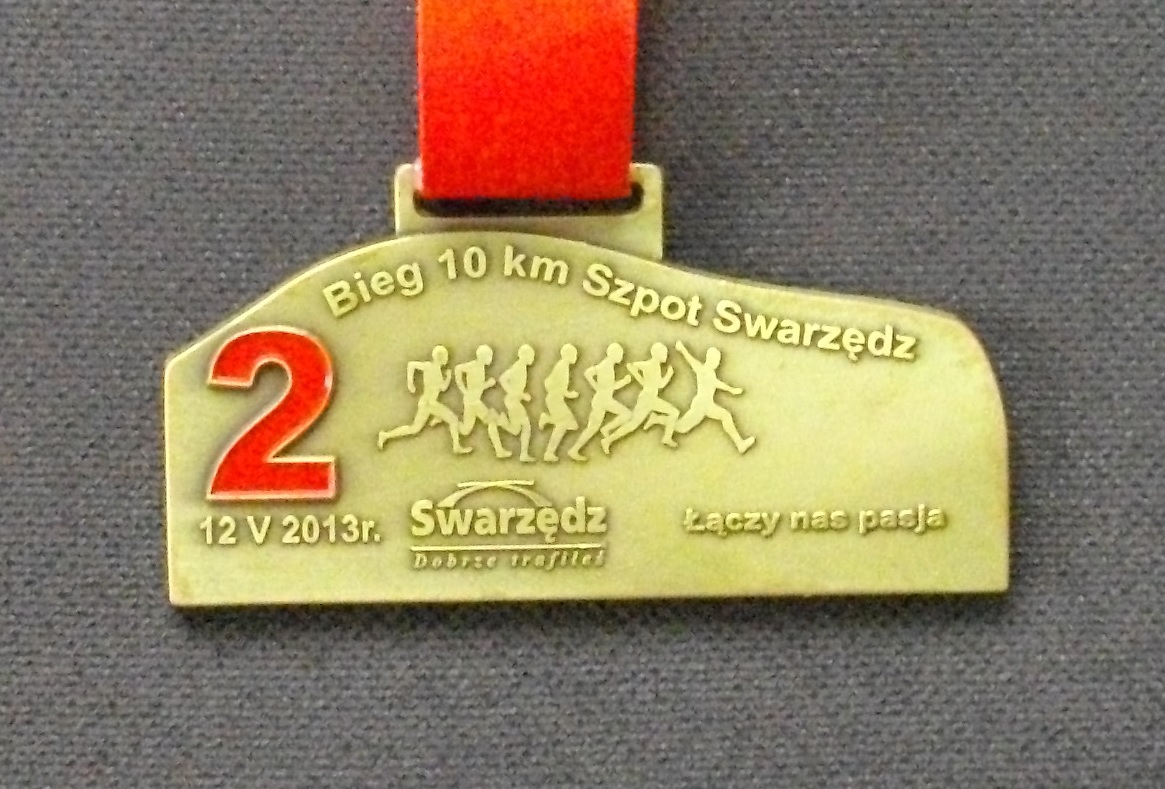 Bieg 10 km Szpot Swarzędz
2
12 V 2013r.
Swarzędz
Dobrze trafiłeś
Łączy nas pasja